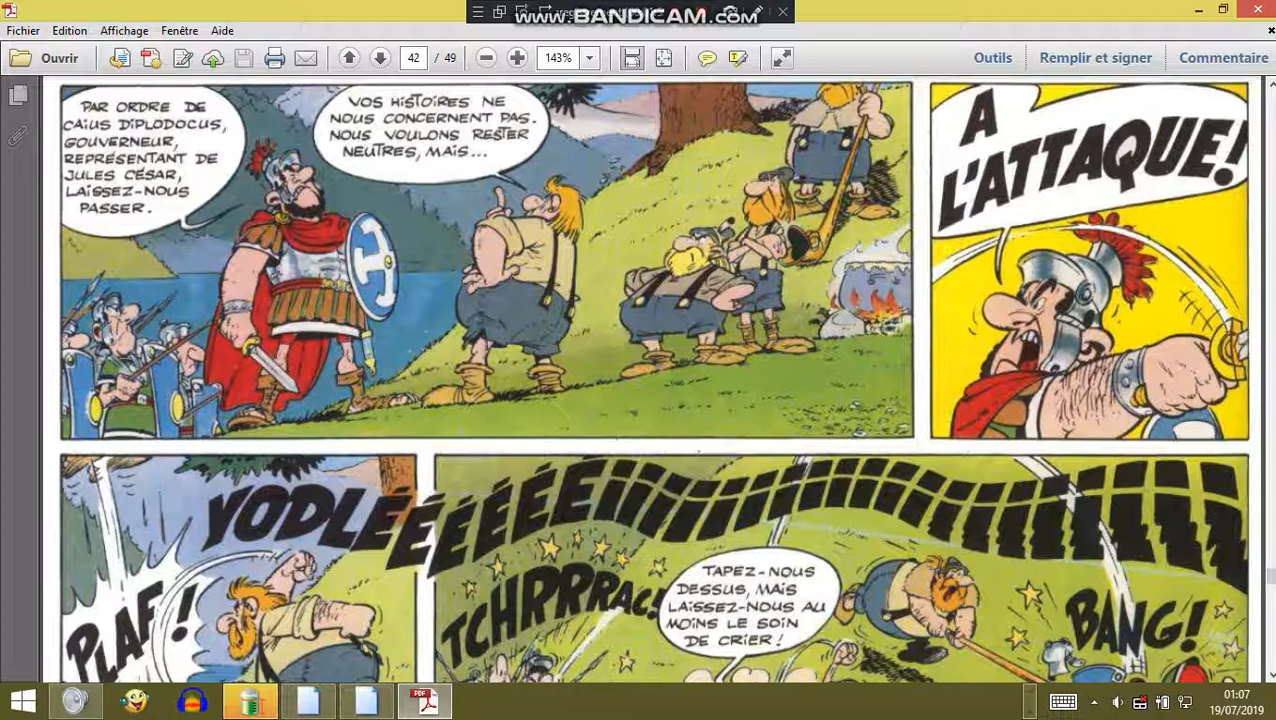 www.BANDICAM.com
Fichier Edition Affichage Fenêtre Aide
Ouvrir 42 / 49 143% Outils Remplir et signer Commentaire
PAR ORDRE DE
CAIUS DIPLODOCUS,
GOUVERNEUR,
REPRÉSENTANT DE
JULES CÉSAR,
LAISSEZ-NOUS
PASSER.
VOS HISTOIRES NE
NOUS CONCERNENT PAS.
NOUS VOULONS RESTER
NEUTRES, MAIS...
A
L'ATTAQUE!
YODLÉÉÉÉÉÉÉiiiiiiiiiiiiiiiiii
PLAF!
TCHRRRAC!
TAPEZ-NOUS
DESSUS, MAIS
LAISSEZ-NOUS AU
MOINS LE SOIN
DE CRIER!
BANG!
PDF
01:07
19/07/2019